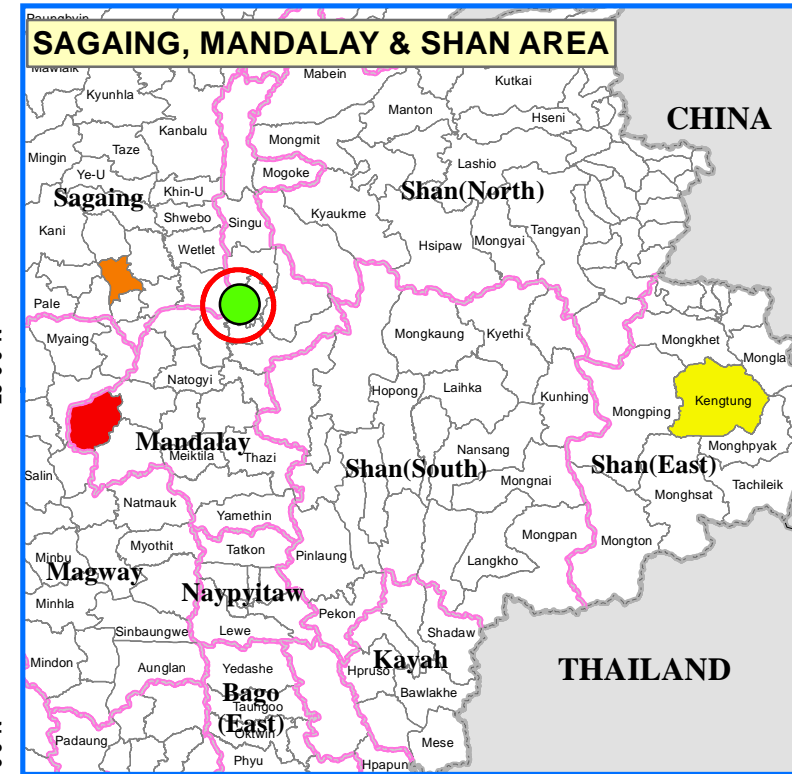 Paungbyin
SAGAING, MANDALAY & SHAN AREA
Mawlaik
Mabein
Kutkai
Kyunhla
Manton
Hseni
CHINA
Kanbalu
Mongmit
Taze
Mingin
Lashio
Ye-U
Mogoke
Khin-U
Shan(North)
Sagaing
Shwebo
Singu
Kyaukme
Kani
Tangyan
Wetlet
Hsipaw
Mongyai
Pale
Myaing
Mongkaung
Kyethi
Mongkhet
Mongla
Natogyi
Hopong
Laihka
Kunhing
Kengtung
Mongping
Mandalay
Meiktila
Thazi
Nansang
Monghpyak
Salin
Shan(South)
Shan(East)
Mongnai
Tachileik
Natmauk
Monghsat
Yamethin
Mongpan
Myothit
Tatkon
Pinlaung
Mongton
Minbu
Langkho
Magway
Naypyitaw
Minhla
Pekon
Sinbaungwe
Lewe
Shadaw
Mindon
Aunglan
Yedashe
Kayah
THAILAND
Hpruso
Bago
Bawlakhe
Taungoo
(East)
Oktwin
Padaung
Mese
Phyu
Hpapun